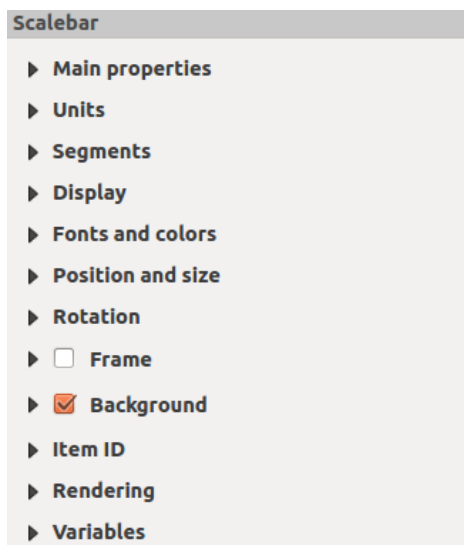 Scalebar
Main properties
Units
Segments
Display
Fonts and colors
Position and size
Rotation
Frame
Background
Item ID
Rendering
Variables